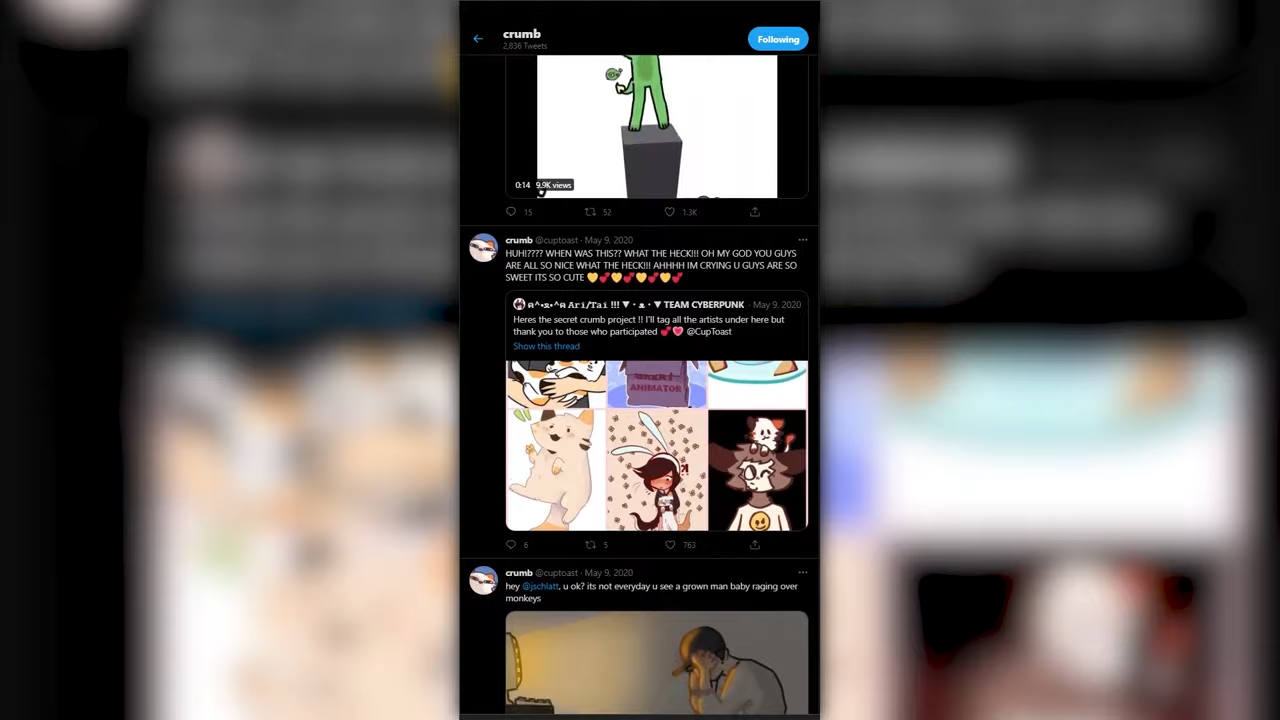 crumb
2,836 Tweets
Following
0:14 9.9K views
15 52 1.3K
crumb @cuptoast · May 9, 2020
HUH!???? WHEN WAS THIS?? WHAT THE HECK!!! OH MY GOD YOU GUYS
ARE ALL SO NICE WHAT THE HECK!!! AHHHH IM CRYING U GUYS ARE SO
SWEET ITS SO CUTE 💛💕💛💕💛💕💛💕
ฅ^•ﻌ•^ฅ 𝙰𝚛𝚒/𝚃𝚊𝚒 !!! ▼・ᴥ・▼ TEAM CYBERPUNK · May 9, 2020
Heres the secret crumb project !! I'll tag all the artists under here but
thank you to those who participated 💕💗 @CupToast
Show this thread
ANIMATOR
?!
6 5 763
crumb @cuptoast · May 9, 2020
hey @jschlatt, u ok? its not everyday u see a grown man baby raging over
monkeys